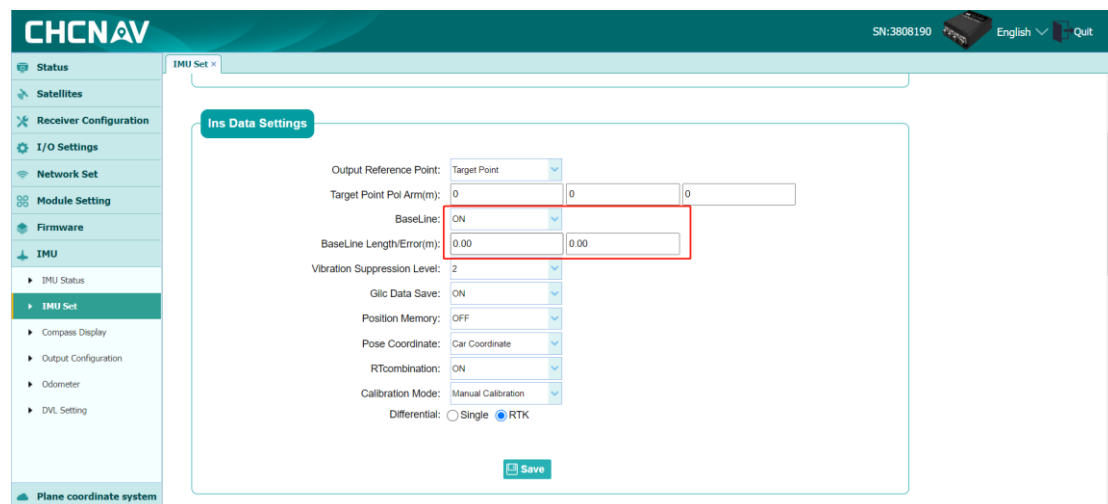 CHCNAV
SN:3808190 English Quit
Status
Satellites
Receiver Configuration
I/O Settings
Network Set
Module Setting
Firmware
IMU
IMU Status
IMU Set
Compass Display
Output Configuration
Odometer
DVL Setting
Plane coordinate system
IMU Set ×
Ins Data Settings
Output Reference Point: Target Point
Target Point Pol Arm(m): 0 0 0
BaseLine: ON
BaseLine Length/Error(m): 0.00 0.00
Vibration Suppression Level: 2
Gilc Data Save: ON
Position Memory: OFF
Pose Coordinate: Car Coordinate
RTcombination: ON
Calibration Mode: Manual Calibration
Differential: Single RTK
Save